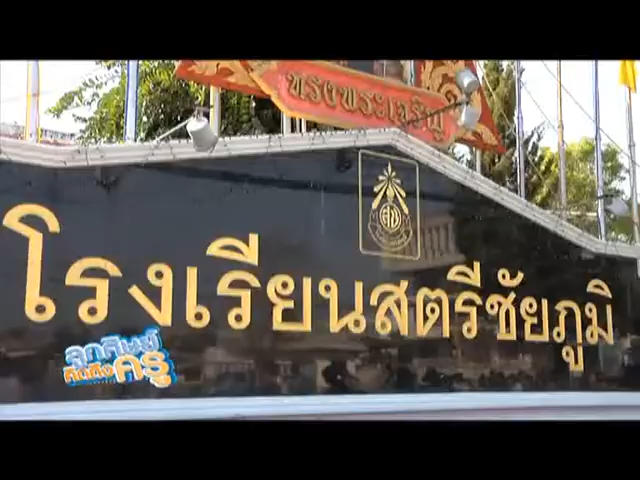 ทรงพระเจริญ
โรงเรียนสตรีชัยภูมิ
ลูกศิษย์
คิดถึง
ครู